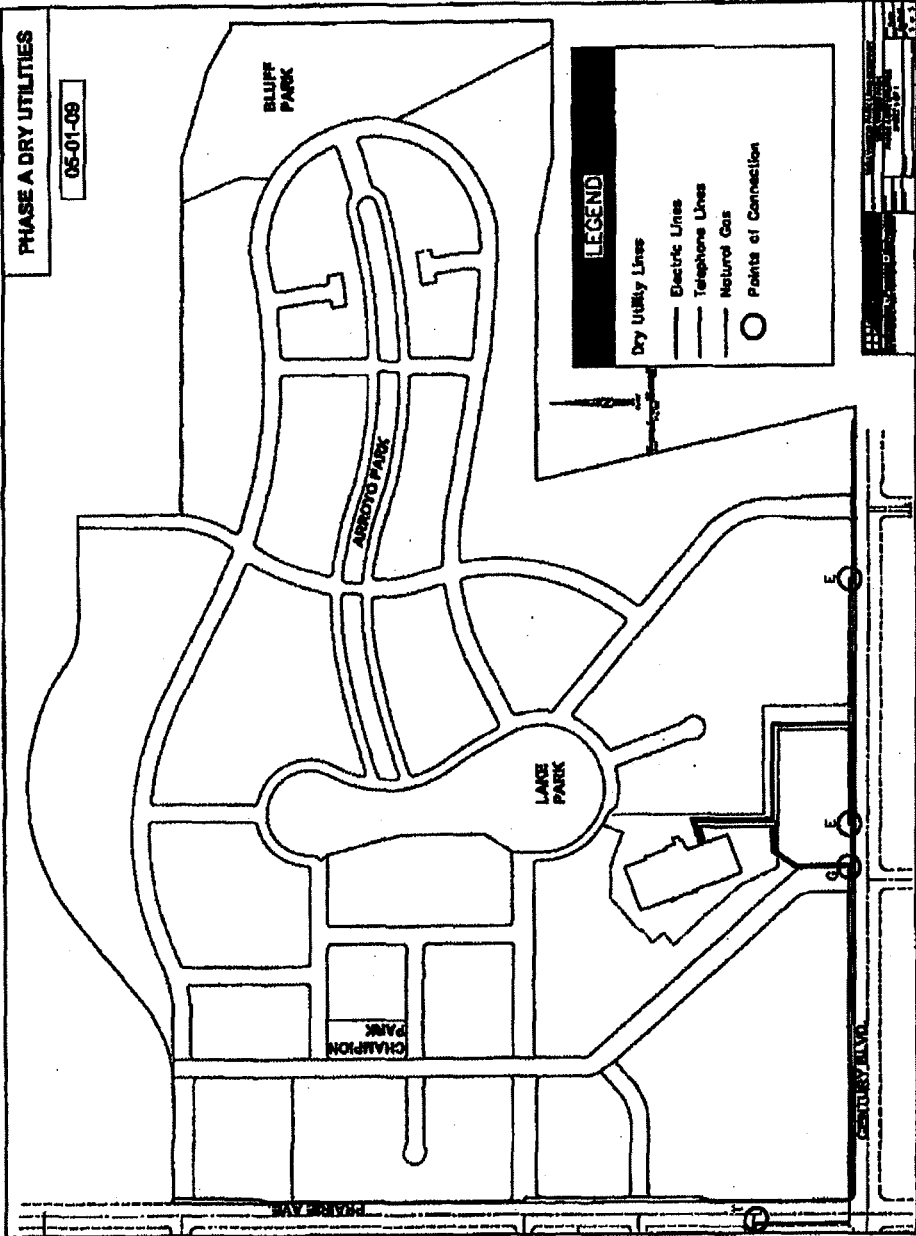 PHASE A DRY UTILITIES
05-01-09
BLUFF
PARK
ARROYO PARK
LAKE
PARK
CHAMPION
PARK
LEGEND
Dry Utility Lines
Electric Lines
Telephone Lines
Natural Gas
Points of Connection
E
E
G
T
PRAIRIE AVE
CENTURY BLVD.